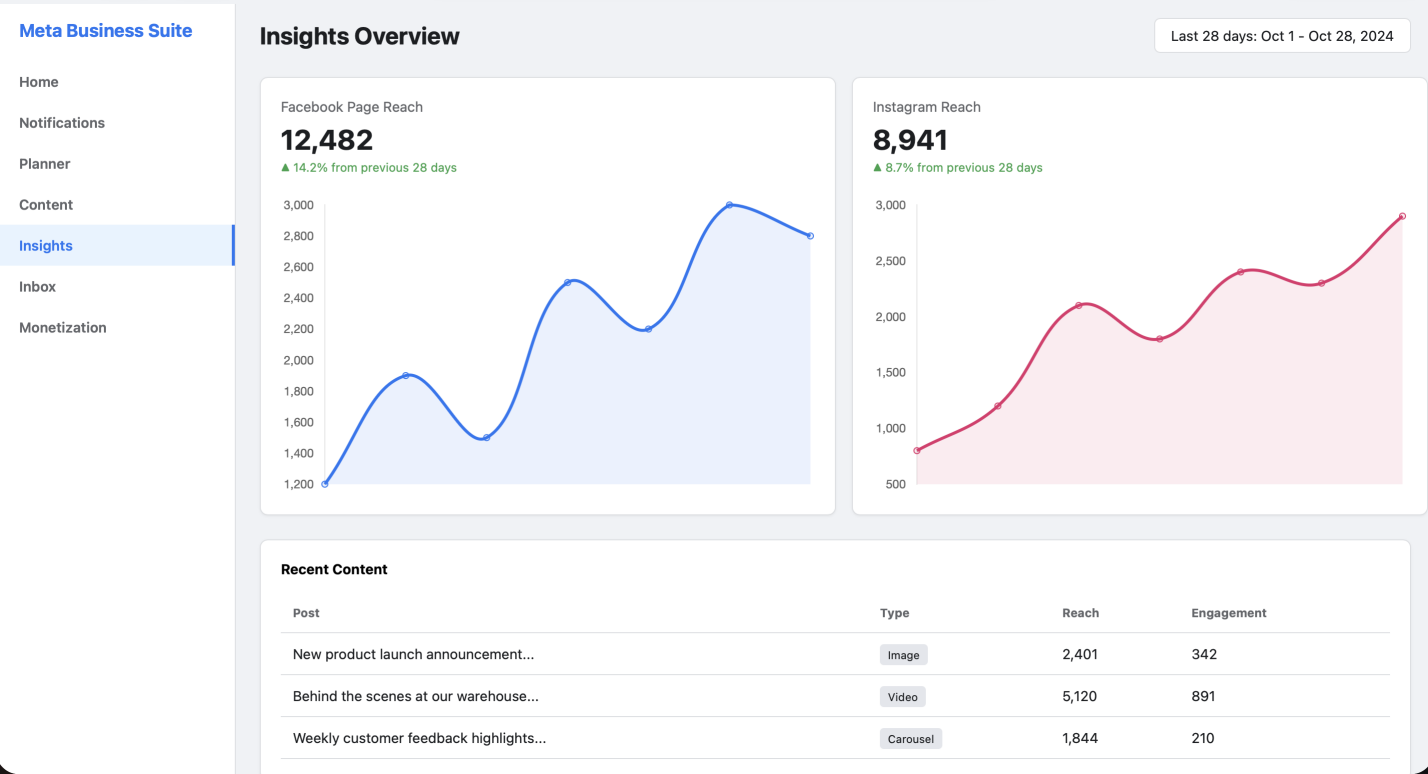 Meta Business Suite
Home
Notifications
Planner
Content
Insights
Inbox
Monetization
Insights Overview
Last 28 days: Oct 1 - Oct 28, 2024
Facebook Page Reach
12,482
▲ 14.2% from previous 28 days
3,000
2,800
2,600
2,400
2,200
2,000
1,800
1,600
1,400
1,200
Instagram Reach
8,941
▲ 8.7% from previous 28 days
3,000
2,500
2,000
1,500
1,000
500
Recent Content
Post Type Reach Engagement
New product launch announcement... Image 2,401 342
Behind the scenes at our warehouse... Video 5,120 891
Weekly customer feedback highlights... Carousel 1,844 210